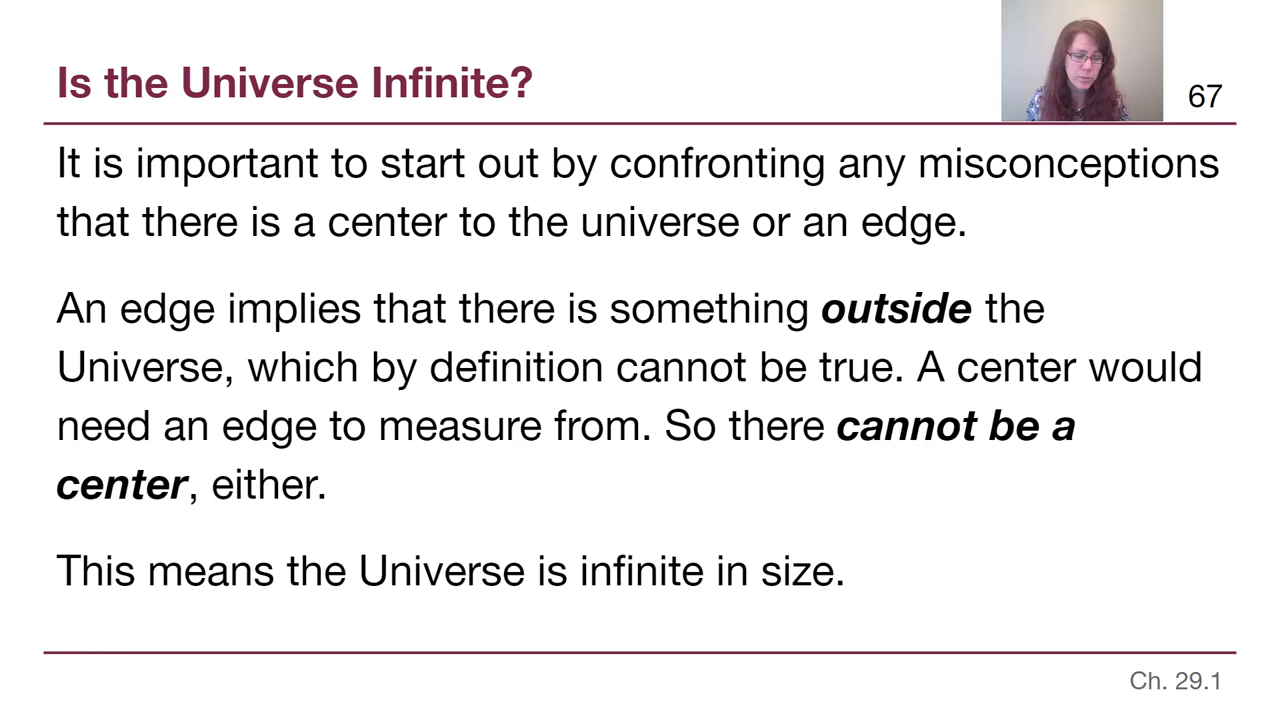 Is the Universe Infinite?
67
It is important to start out by confronting any misconceptions
that there is a center to the universe or an edge.
An edge implies that there is something outside the
Universe, which by definition cannot be true. A center would
need an edge to measure from. So there cannot be a
center, either.
This means the Universe is infinite in size.
Ch. 29.1